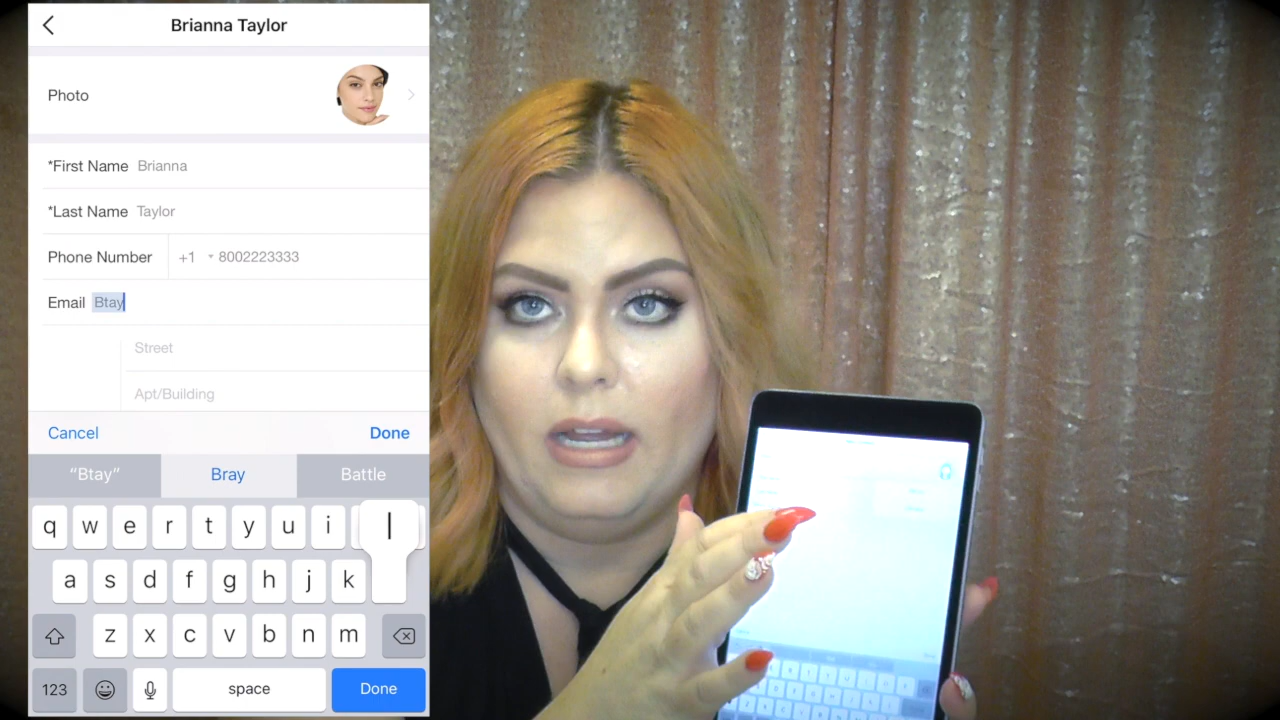 Brianna Taylor
Photo
*First Name Brianna
*Last Name Taylor
Phone Number +1 8002223333
Email Btay
Street
Apt/Building
Cancel Done
“Btay” Bray Battle
q w e r t y u i l
a s d f g h j k
z x c v b n m
123 space Done